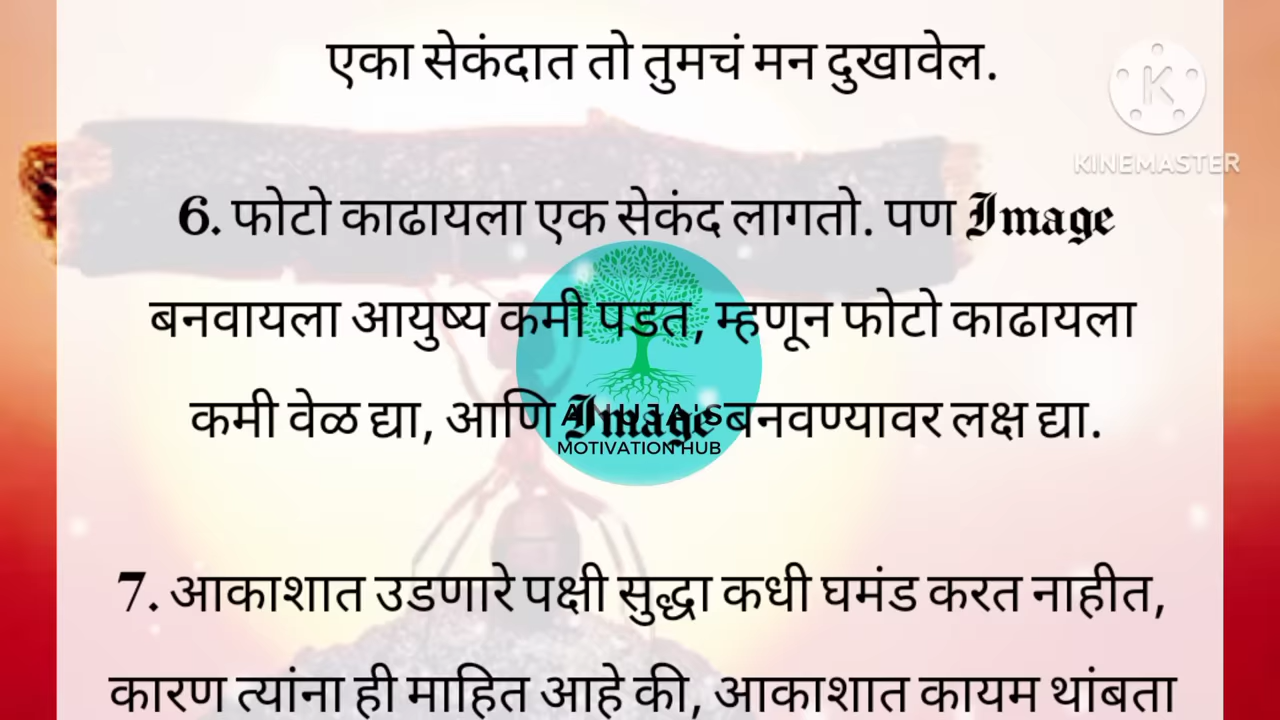 एका सेकंदात तो तुमचं मन दुखावेल.
KINEMASTER
6. फोटो काढायला एक सेकंद लागतो. पण Image
बनवायला आयुष्य कमी पडत, म्हणून फोटो काढायला
कमी वेळ द्या, आणि Image बनवण्यावर लक्ष द्या.
ANUJA'S
MOTIVATION HUB
7. आकाशात उडणारे पक्षी सुद्धा कधी घमंड करत नाहीत,
कारण त्यांना ही माहित आहे की, आकाशात कायम थांबता